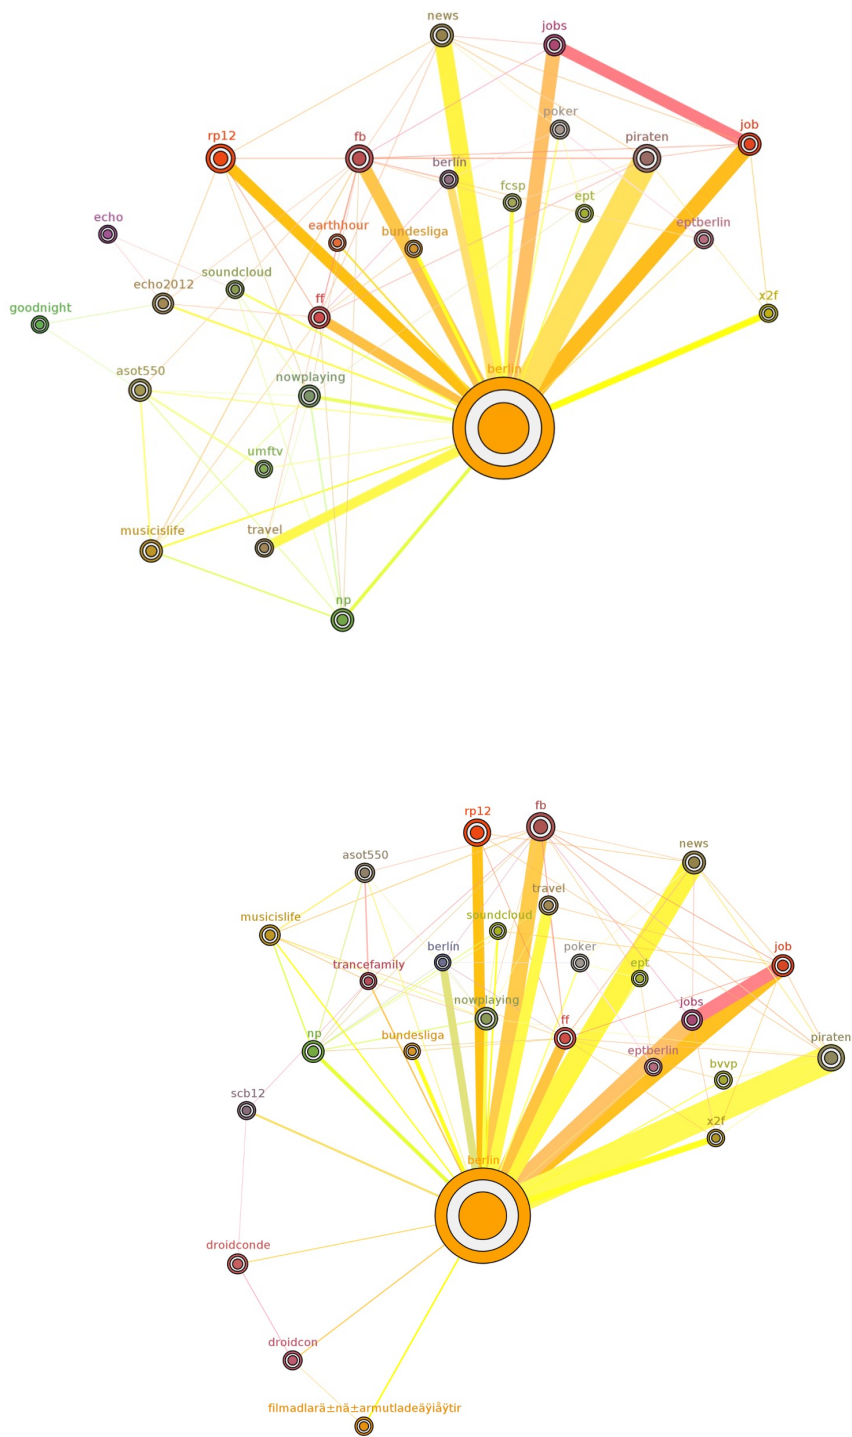 news
jobs
poker
job
rp12
fb
piraten
berlín
fcsp
ept
echo
earthhour
bundesliga
eptberlin
soundcloud
echo2012
ff
x2f
goodnight
asot550
nowplaying
berlin
umftv
musicislife
travel
np
fb
rp12
news
asot550
travel
musicislife
soundcloud
berlín
poker
job
trancefamily
ept
nowplaying
jobs
np
bundesliga
ff
piraten
eptberlin
bvvp
scb12
x2f
berlin
droidconde
droidcon
filmadlarä±nä±armutladeäÿiåÿtir